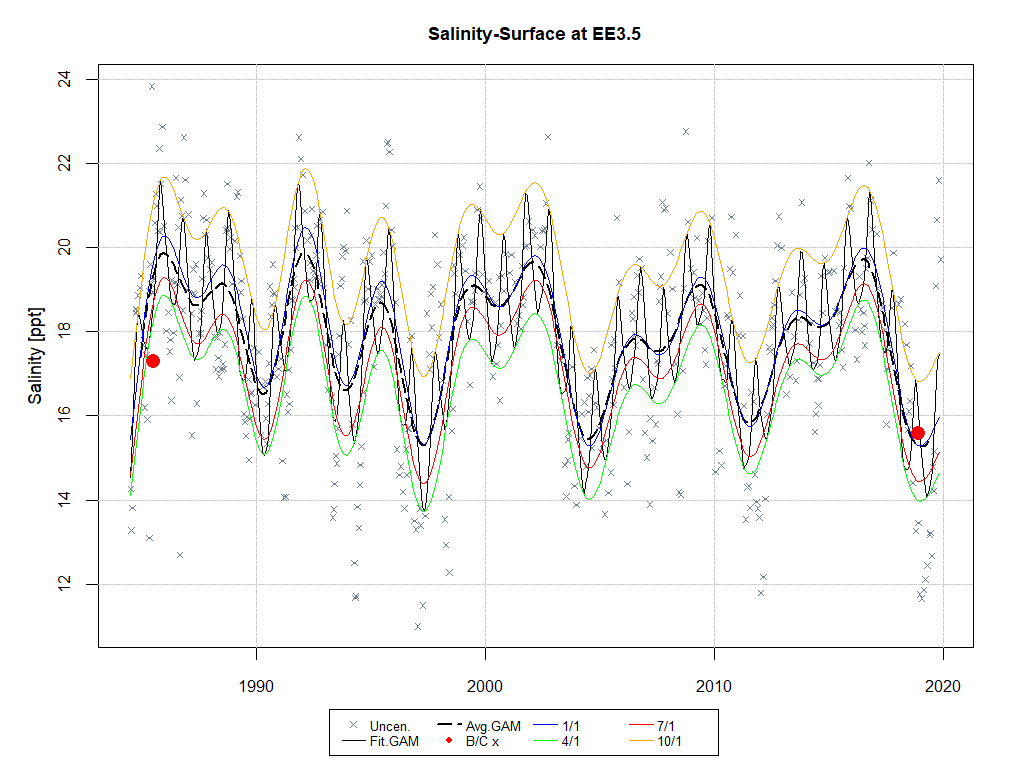 Salinity-Surface at EE3.5
Salinity [ppt]
24
22
20
18
16
14
12
1990 2000 2010 2020
Uncen. Avg.GAM 1/1 7/1
Fit.GAM B/C x 4/1 10/1